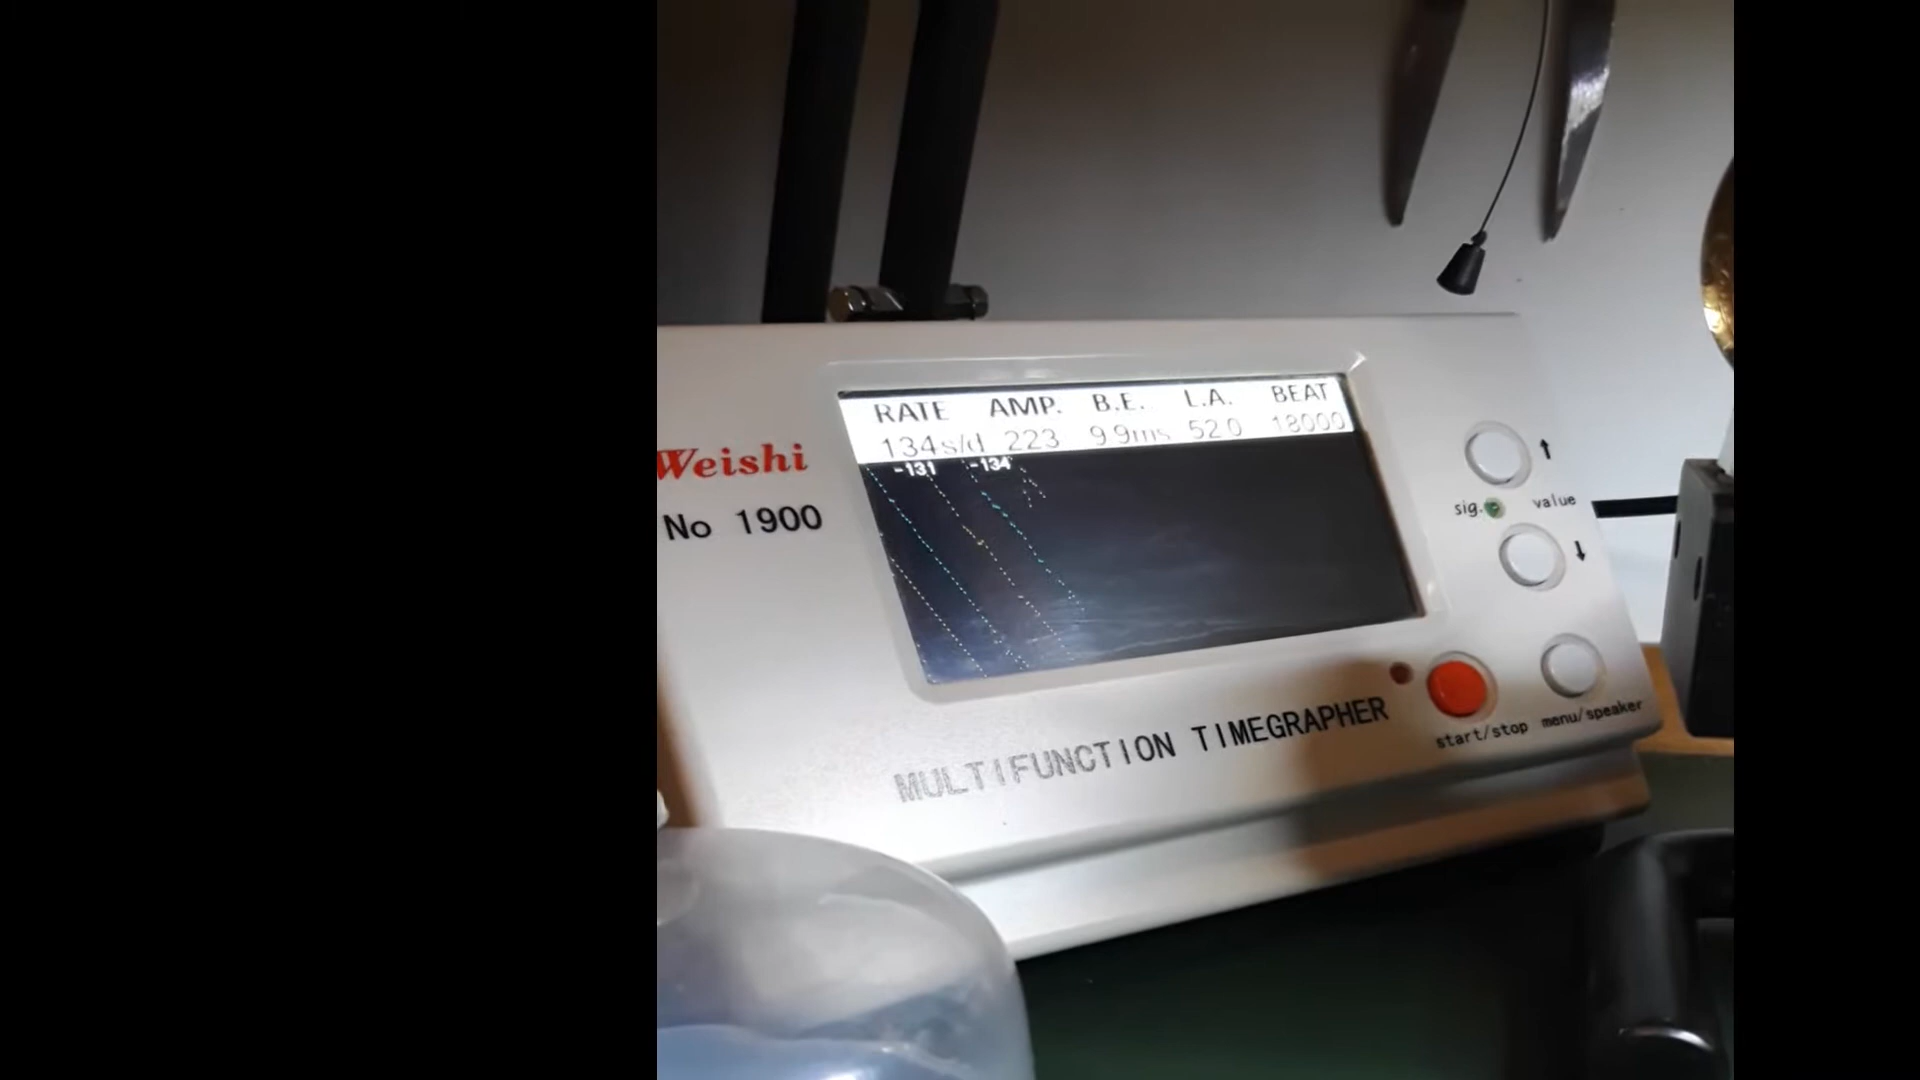 RATE AMP. B.E. L.A. BEAT
134s/d 223 9.9ms 52.0 18000
-131 -134
Weishi
No 1900
sig. value
MULTIFUNCTION TIMEGRAPHER
start/stop menu/speaker